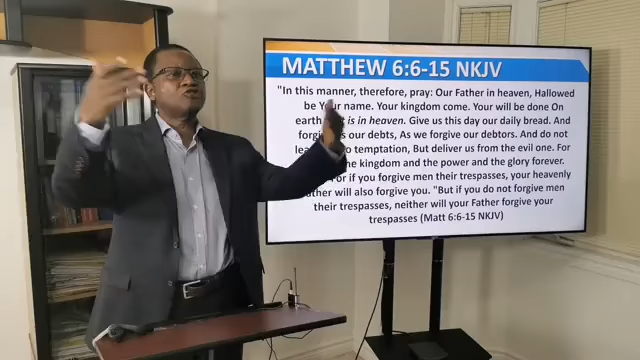 MATTHEW 6:6-15 NKJV
"In this manner, therefore, pray: Our Father in heaven, Hallowed
be Your name. Your kingdom come. Your will be done On
earth is in heaven. Give us this day our daily bread. And
us our debts, As we forgive our debtors. And do not
temptation, But deliver us from the evil one. For
the kingdom and the power and the glory forever.
for if you forgive men their trespasses, your heavenly
will also forgive you. "But if you do not forgive men
their trespasses, neither will your Father forgive your
trespasses (Matt 6:6-15 NKJV)